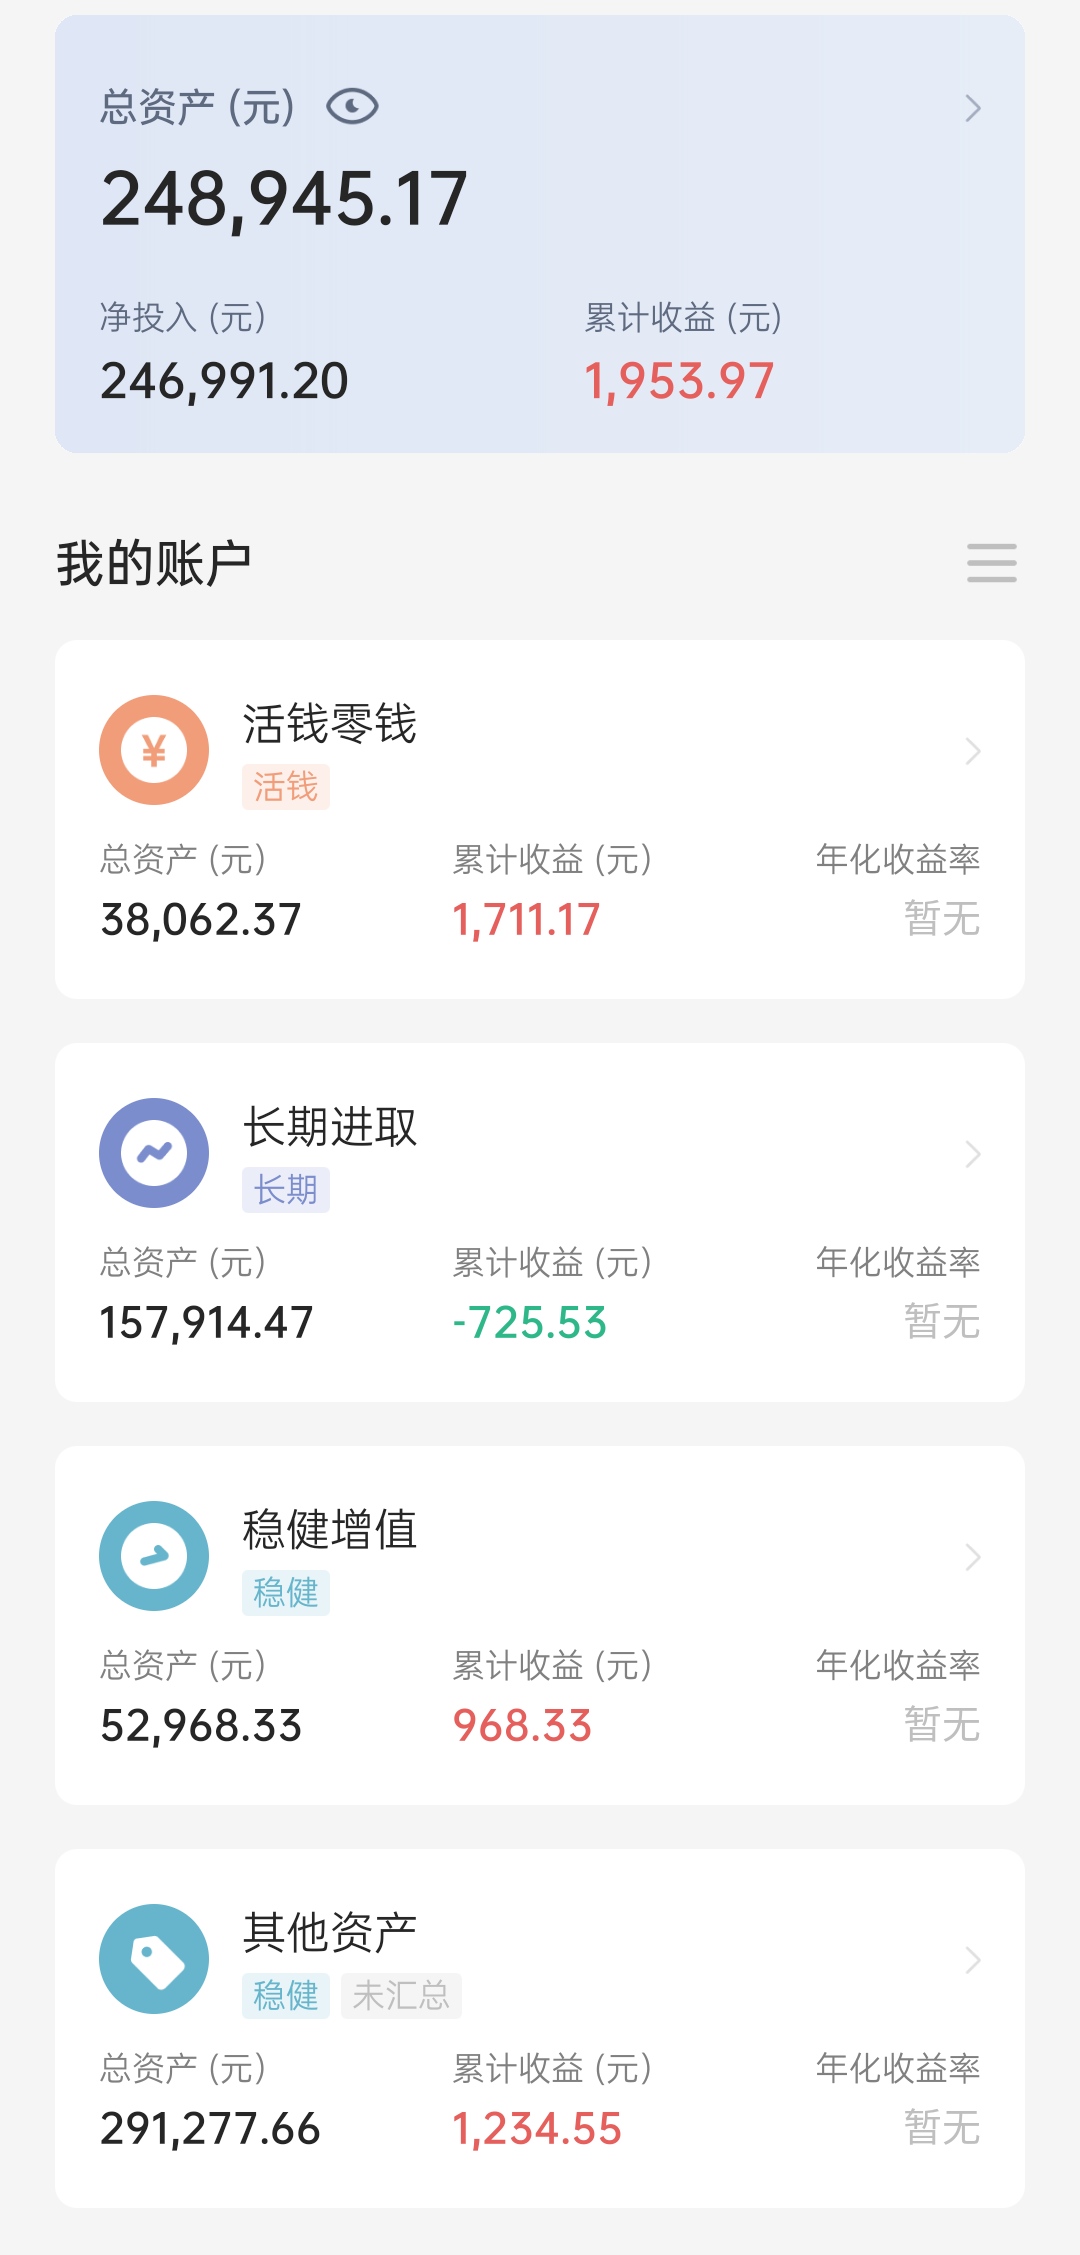 总资产 (元)
248,945.17
净投入 (元) 累计收益 (元)
246,991.20 1,953.97
我的账户
活钱零钱
活钱
总资产 (元) 累计收益 (元) 年化收益率
38,062.37 1,711.17 暂无
长期进取
长期
总资产 (元) 累计收益 (元) 年化收益率
157,914.47 -725.53 暂无
稳健增值
稳健
总资产 (元) 累计收益 (元) 年化收益率
52,968.33 968.33 暂无
其他资产
稳健 未汇总
总资产 (元) 累计收益 (元) 年化收益率
291,277.66 1,234.55 暂无